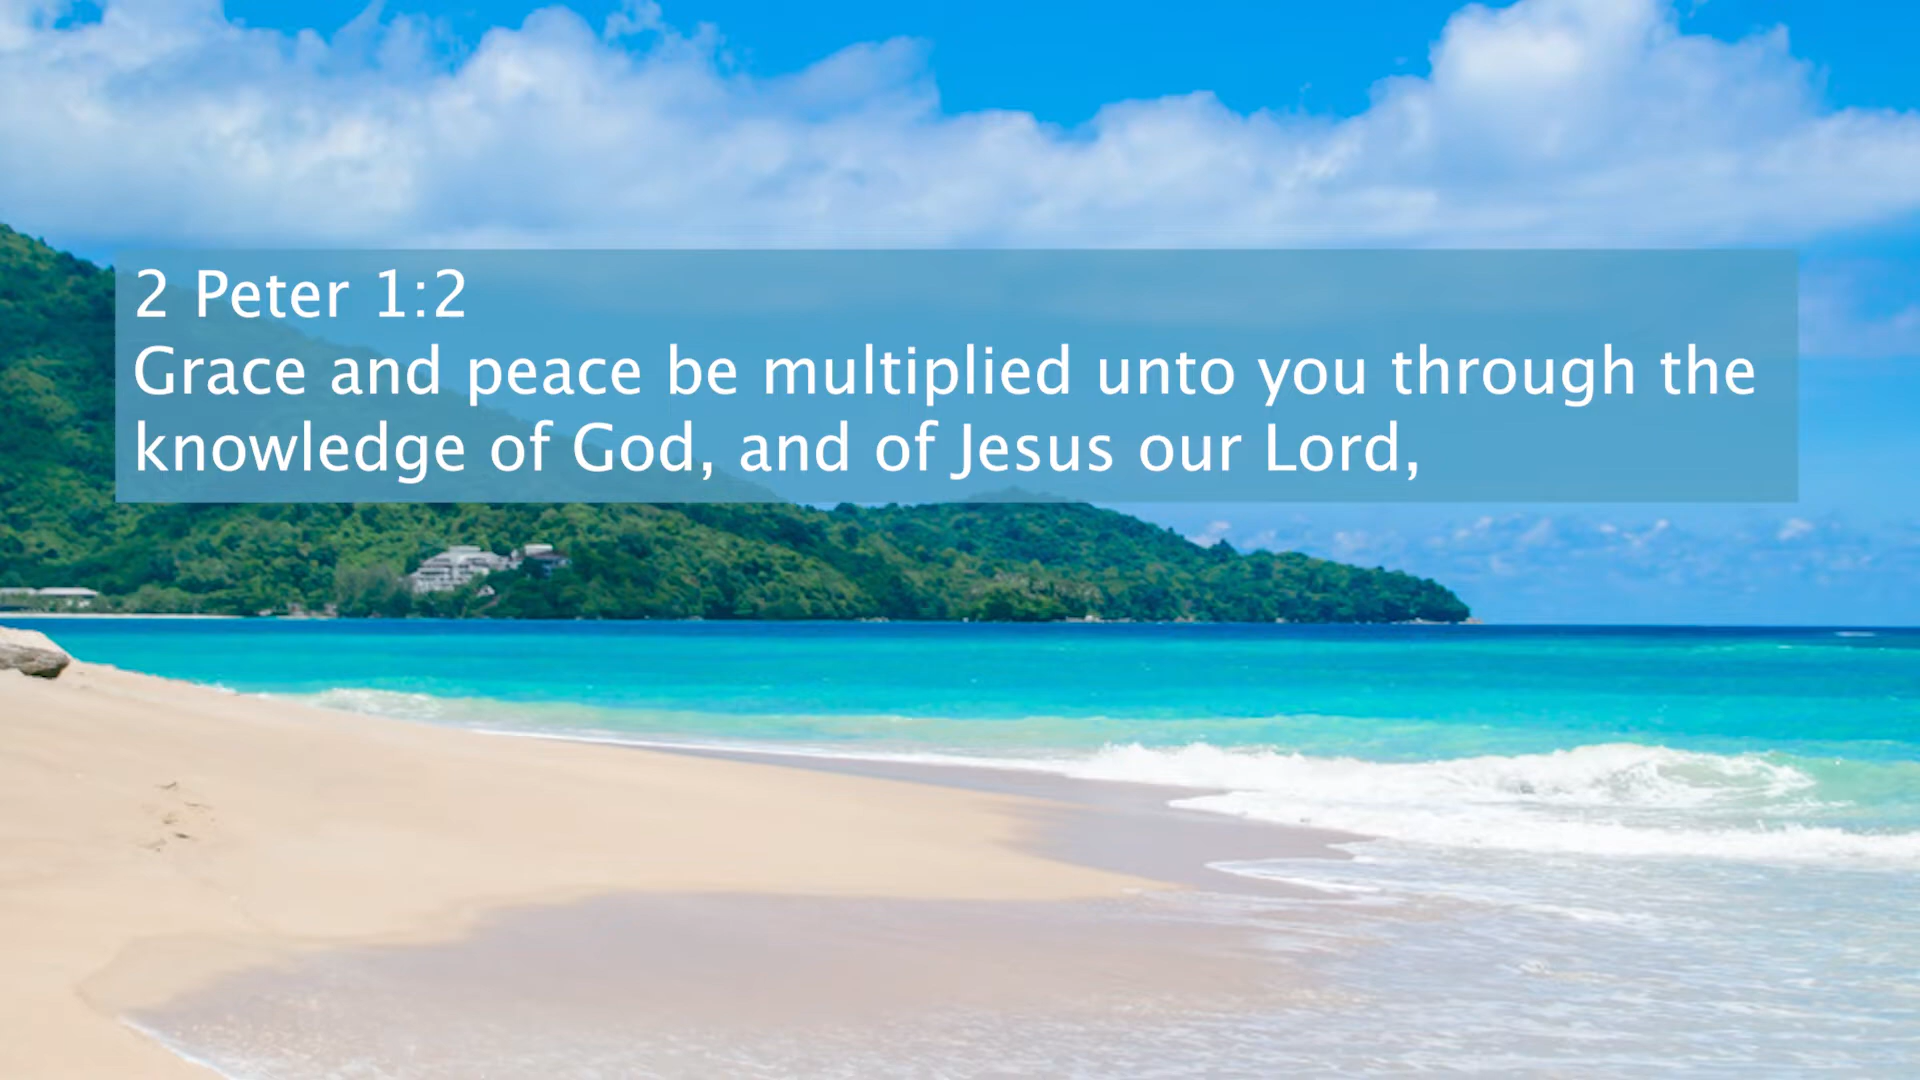 2 Peter 1:2
Grace and peace be multiplied unto you through the
knowledge of God, and of Jesus our Lord,